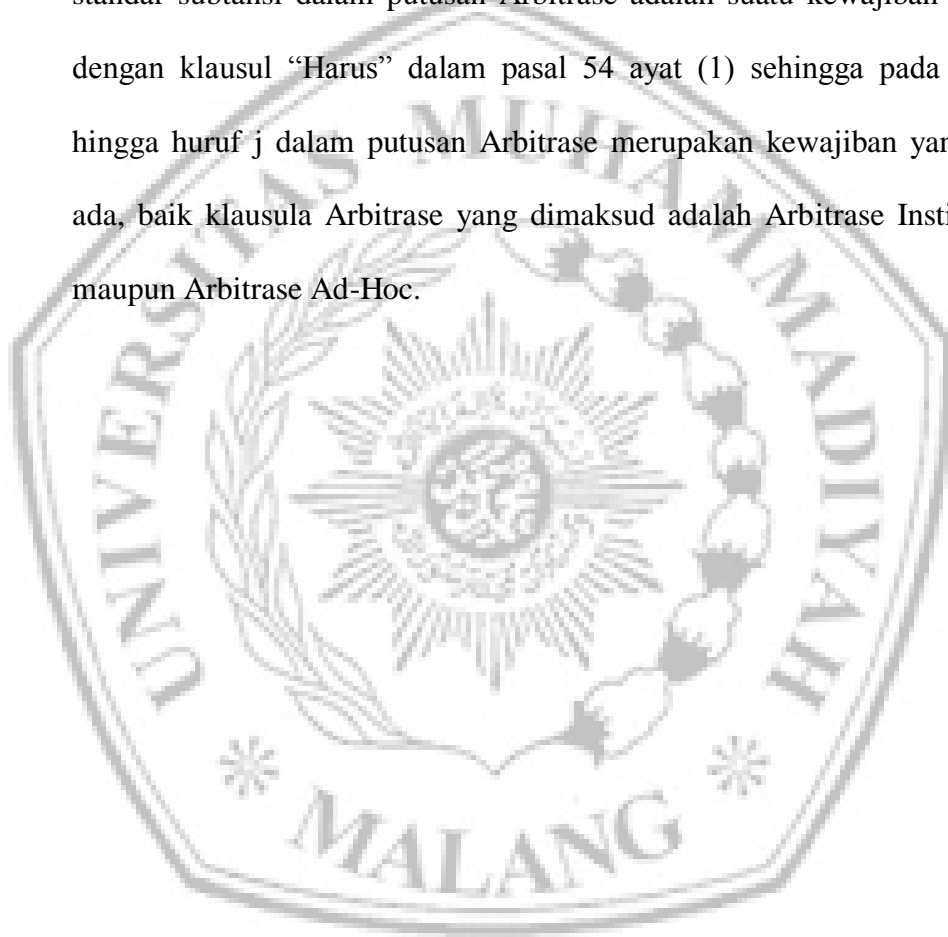 standar subtansi dalam putusan Arbitrase adalah suatu kewajiban
dengan klausul “Harus” dalam pasal 54 ayat (1) sehingga pada
hingga huruf j dalam putusan Arbitrase merupakan kewajiban
ada, baik klausula Arbitrase yang dimaksud adalah Arbitrase
maupun Arbitrase Ad-Hoc.
UNIVERSITAS MUHAMMADIYAH
MALANG